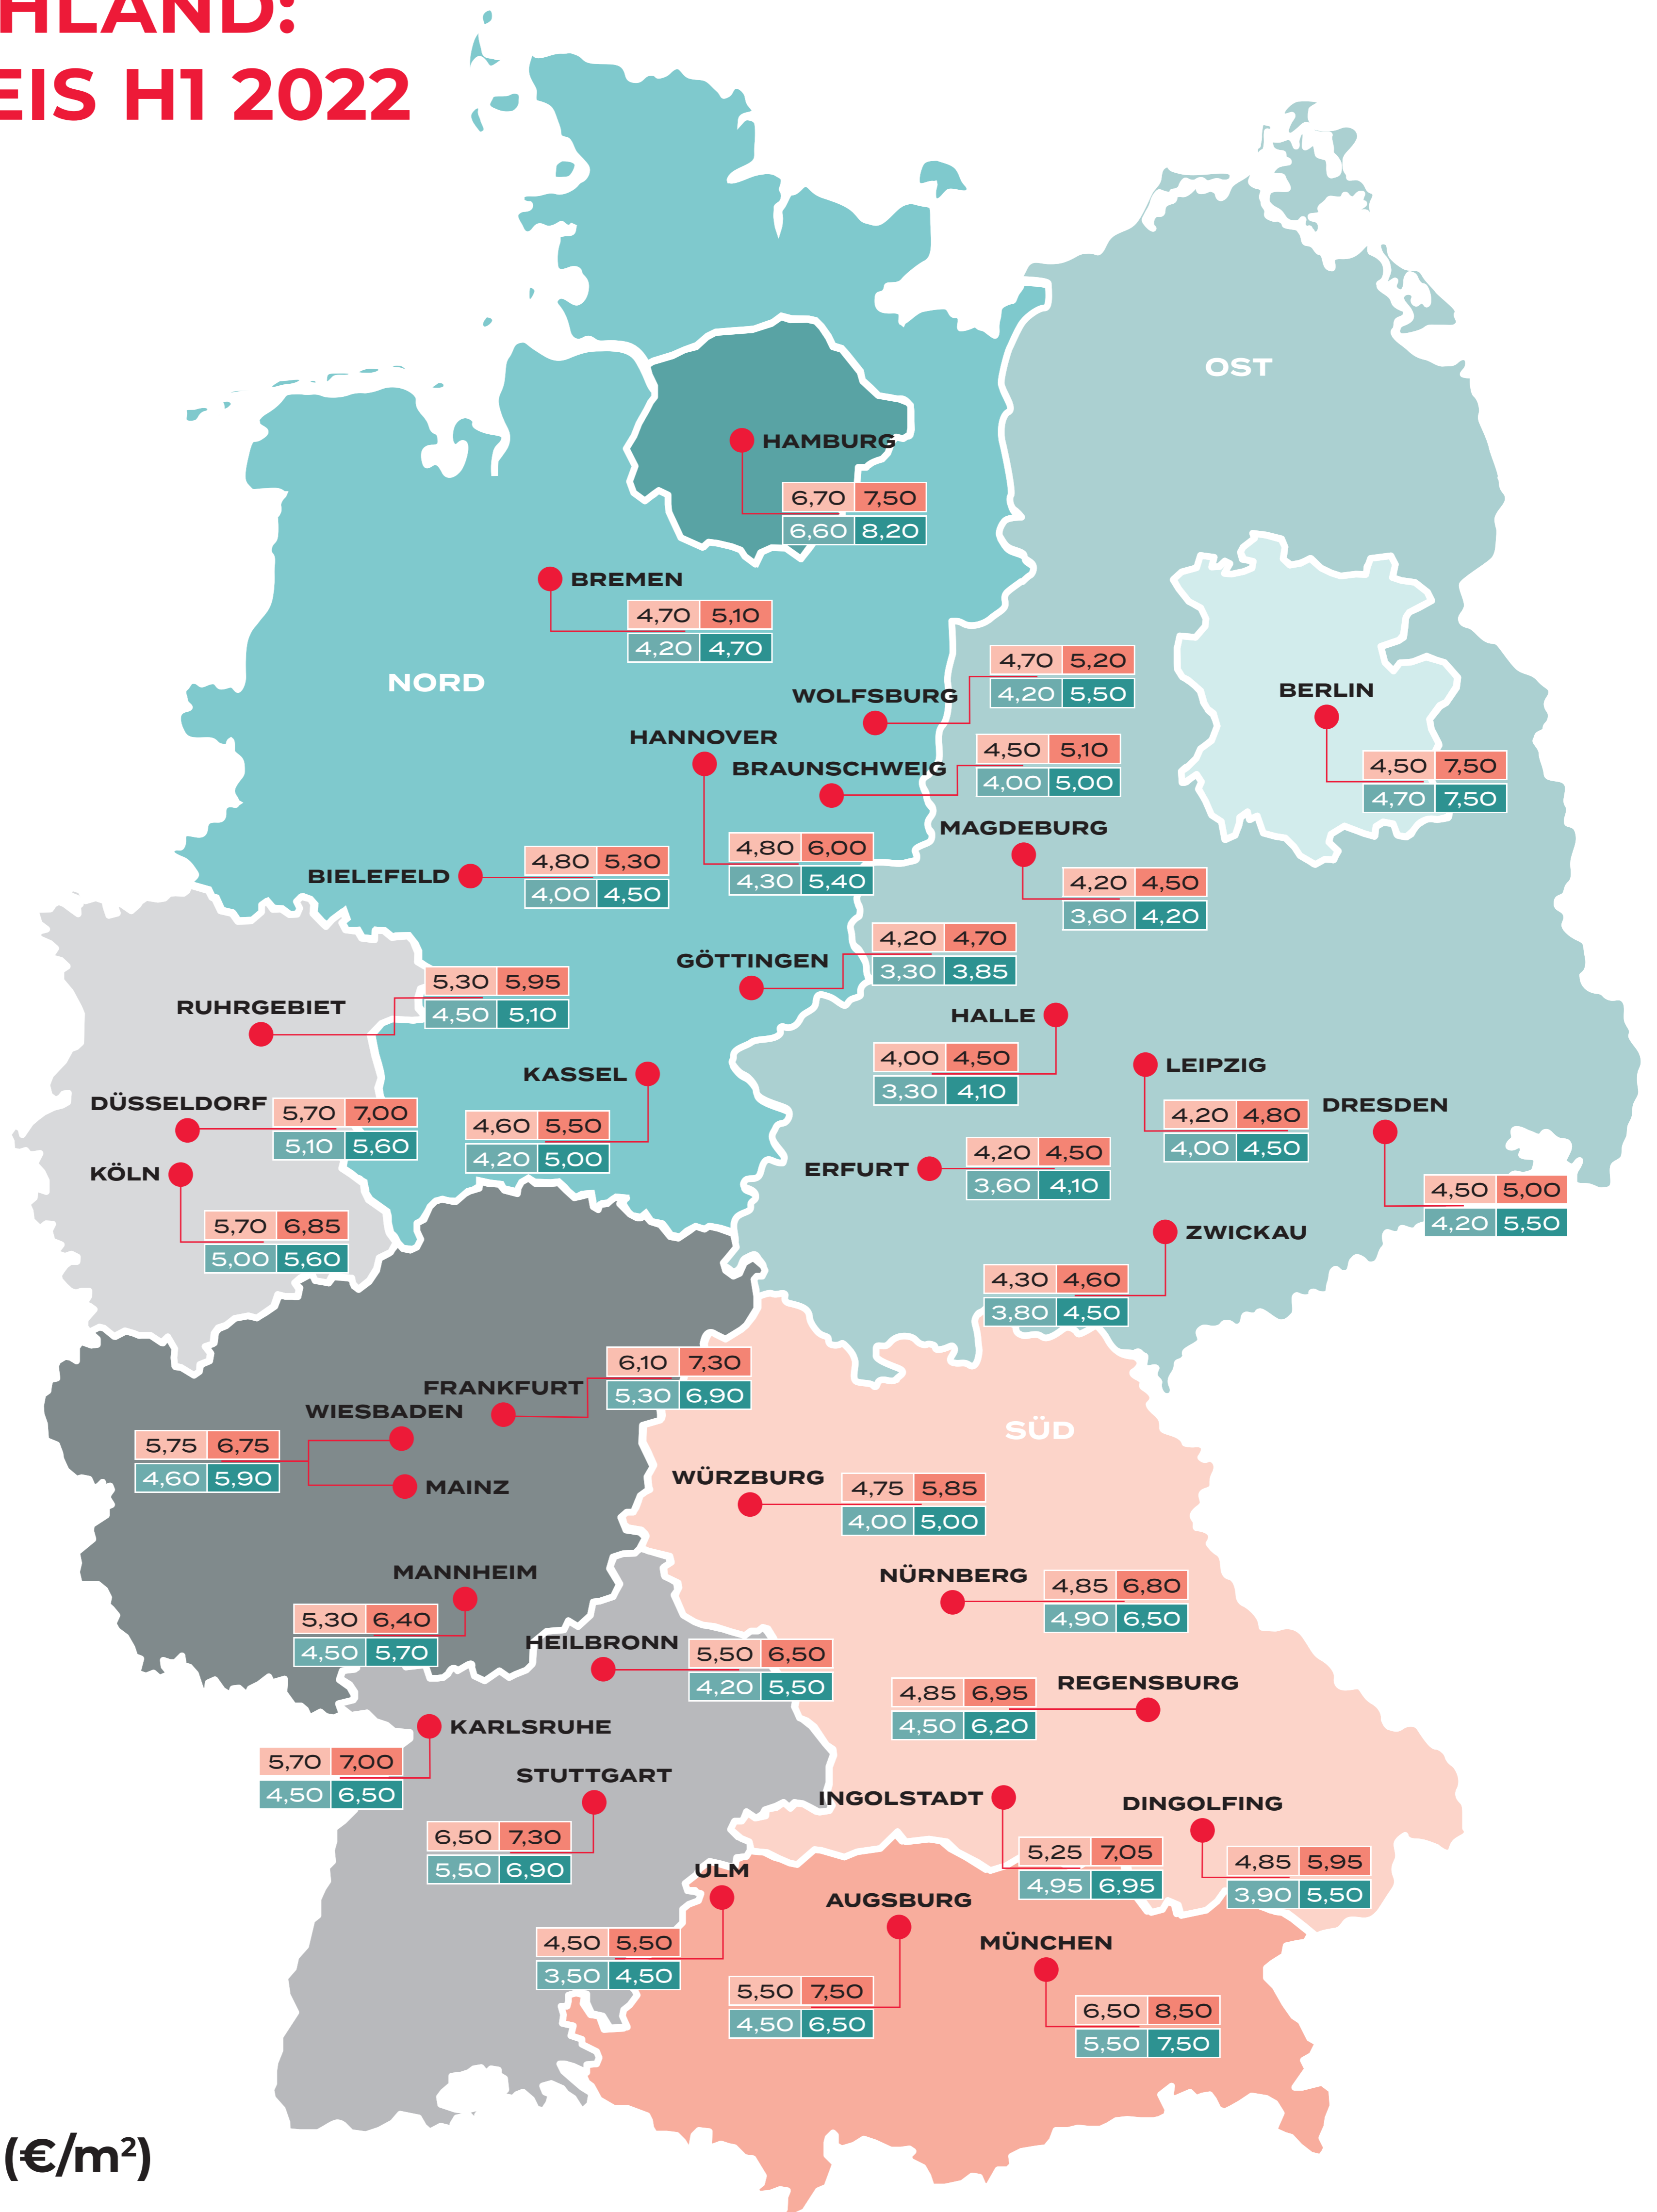 HLAND:
EIS H1 2022
OST
HAMBURG
6,70 7,50
6,60 8,20
BREMEN
4,70 5,10
4,20 4,70
NORD
WOLFSBURG
4,70 5,20
4,20 5,50
BERLIN
4,50 7,50
4,70 7,50
HANNOVER
4,80 6,00
4,30 5,40
BRAUNSCHWEIG
4,50 5,10
4,00 5,00
MAGDEBURG
4,20 4,50
3,60 4,20
BIELEFELD
4,80 5,30
4,00 4,50
GÖTTINGEN
4,20 4,70
3,30 3,85
RUHRGEBIET
5,30 5,95
4,50 5,10
HALLE
4,00 4,50
3,30 4,10
LEIPZIG
4,20 4,80
4,00 4,50
KASSEL
4,60 5,50
4,20 5,00
DÜSSELDORF
5,70 7,00
5,10 5,60
DRESDEN
4,50 5,00
4,20 5,50
KÖLN
5,70 6,85
5,00 5,60
ERFURT
4,20 4,50
3,60 4,10
ZWICKAU
4,30 4,60
3,80 4,50
FRANKFURT
6,10 7,30
5,30 6,90
WIESBADEN
5,75 6,75
4,60 5,90
MAINZ
SÜD
WÜRZBURG
4,75 5,85
4,00 5,00
MANNHEIM
5,30 6,40
4,50 5,70
NÜRNBERG
4,85 6,80
4,90 6,50
HEILBRONN
5,50 6,50
4,20 5,50
REGENSBURG
4,85 6,95
4,50 6,20
KARLSRUHE
5,70 7,00
4,50 6,50
STUTTGART
6,50 7,30
5,50 6,90
INGOLSTADT
5,25 7,05
4,95 6,95
DINGOLFING
4,85 5,95
3,90 5,50
ULM
4,50 5,50
3,50 4,50
AUGSBURG
5,50 7,50
4,50 6,50
MÜNCHEN
6,50 8,50
5,50 7,50
(€/m²)